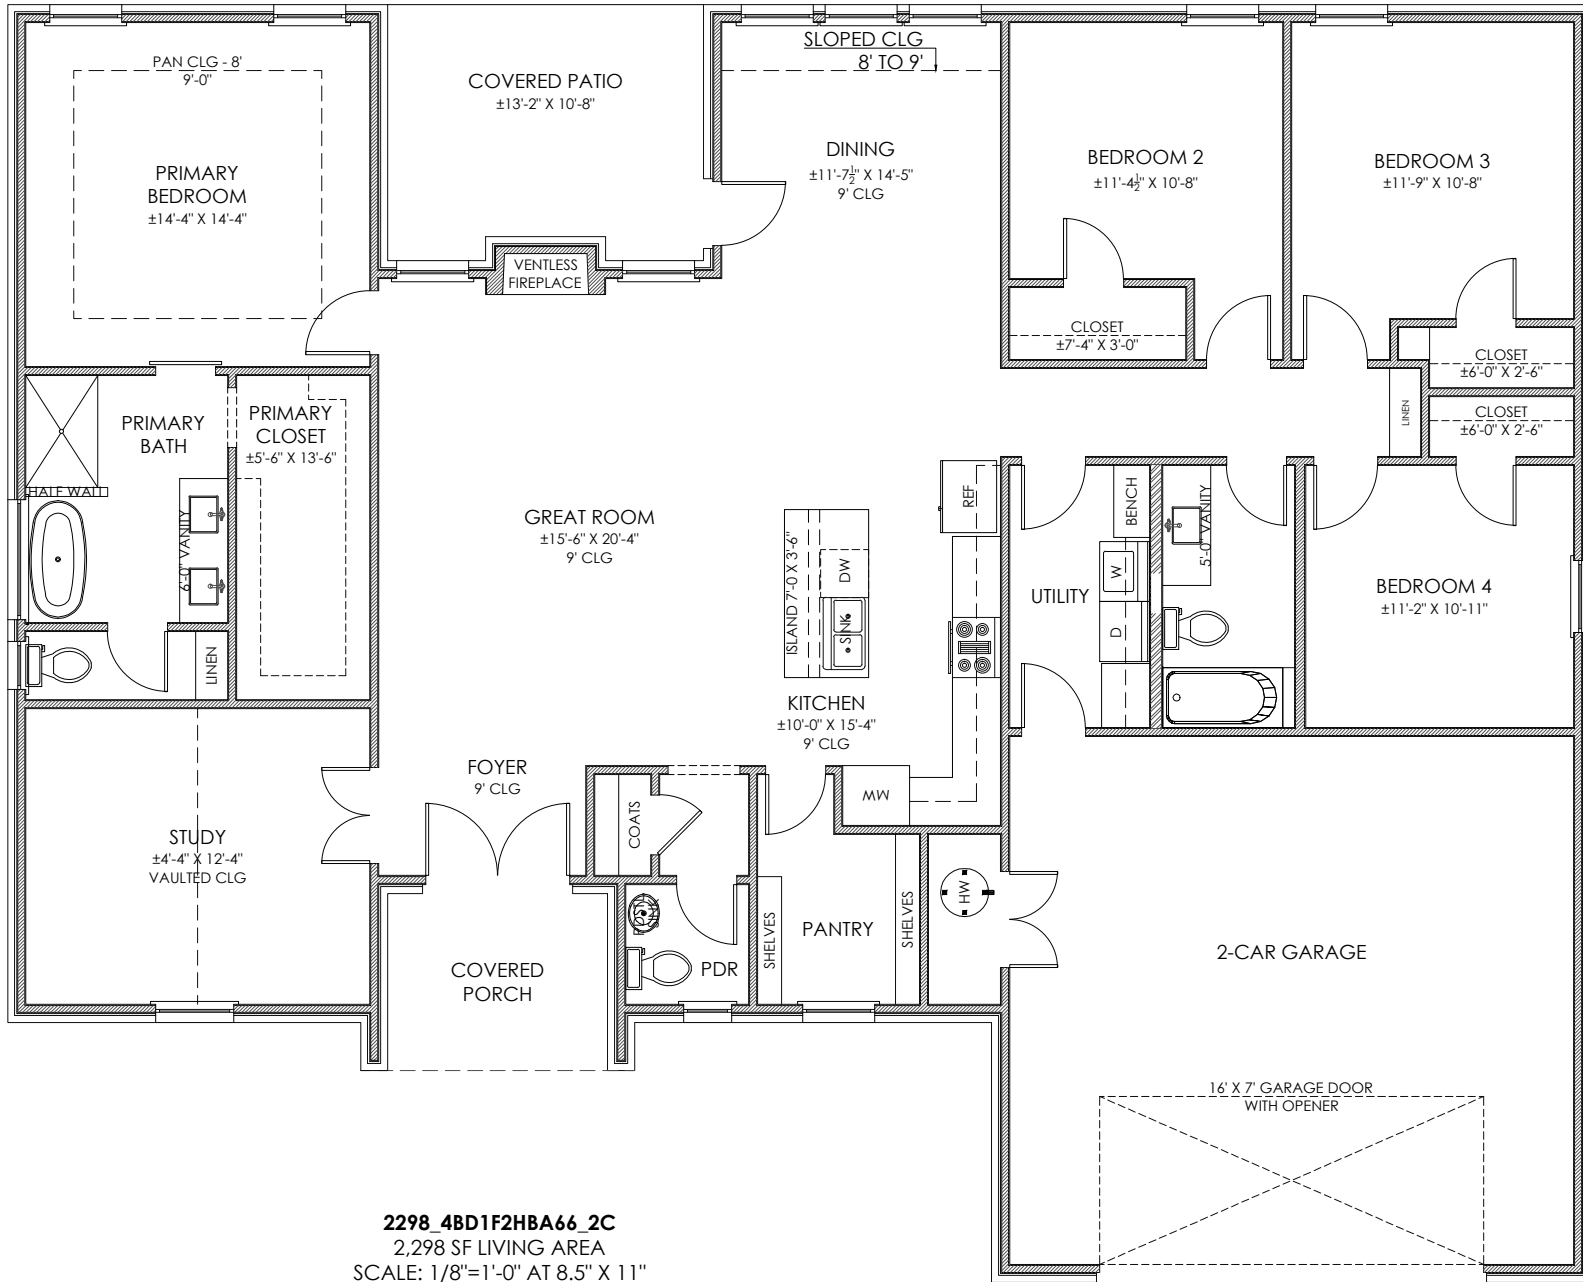 PAN CLG - 8'
9'-0"
PRIMARY
BEDROOM
±14'-4" X 14'-4"
COVERED PATIO
±13'-2" X 10'-8"
VENTLESS
FIREPLACE
SLOPED CLG
8' TO 9'
DINING
±11'-7½" X 14'-5"
9' CLG
BEDROOM 2
±11'-4½" X 10'-8"
CLOSET
±7'-4" X 3'-0"
BEDROOM 3
±11'-9" X 10'-8"
CLOSET
±6'-0" X 2'-6"
CLOSET
±6'-0" X 2'-6"
LINEN
PRIMARY
BATH
HALF WALL
6'-0" VANITY
LINEN
PRIMARY
CLOSET
±5'-6" X 13'-6"
GREAT ROOM
±15'-6" X 20'-4"
9' CLG
ISLAND 7'-0 X 3'-6"
DW
SINK
REF
KITCHEN
±10'-0" X 15'-4"
9' CLG
MW
UTILITY
BENCH
W
D
5'-0" VANITY
BEDROOM 4
±11'-2" X 10'-11"
STUDY
±4'-4" X 12'-4"
VAULTED CLG
FOYER
9' CLG
COATS
COVERED
PORCH
SINK
PDR
SHELVES
PANTRY
SHELVES
HW
2-CAR GARAGE
16' X 7' GARAGE DOOR
WITH OPENER
2298_4BD1F2HBA66_2C
2,298 SF LIVING AREA
SCALE: 1/8"=1'-0" AT 8.5" X 11"